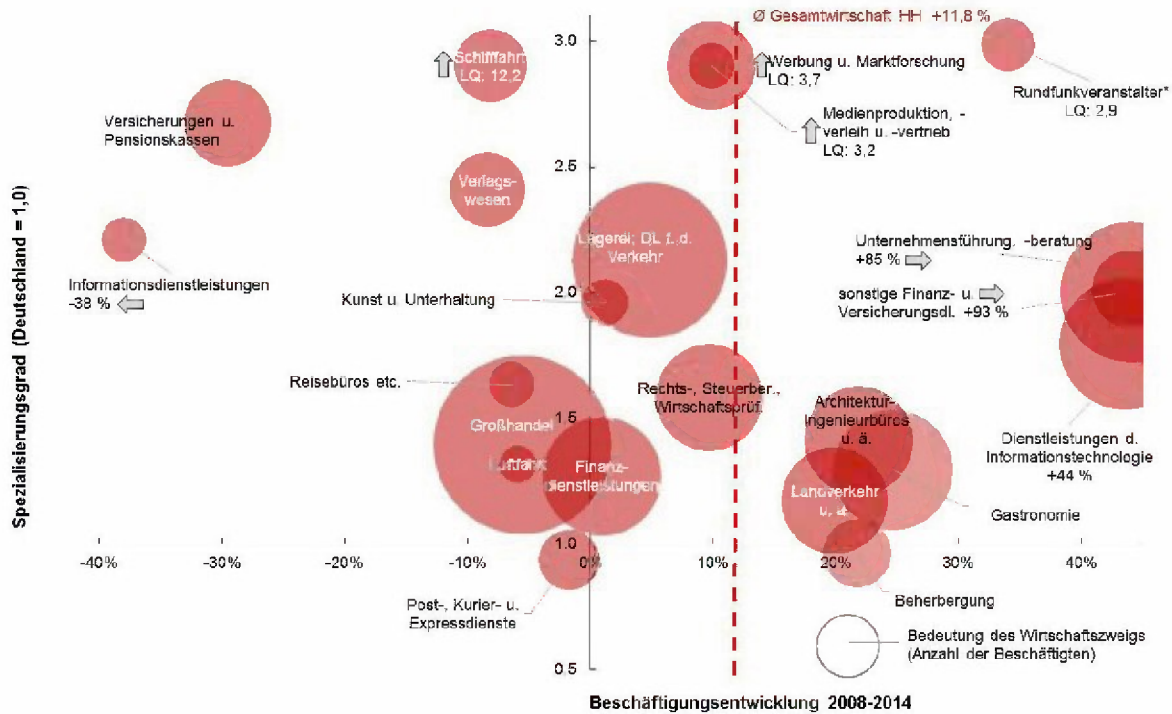 Ø Gesamtwirtschaft HH +11,8 %
3.0
Schifffahrt
LQ: 12,2
Werbung u. Marktforschung
LQ: 3,7
Rundfunkveranstalter*
LQ: 2,9
Medienproduktion, -
verleih u. -vertrieb
LQ: 3,2
Versicherungen u.
Pensionskassen
2.5
Verlags-
wesen
Lagerei; DL f. d.
Verkehr
Unternehmensführung, -beratung
+85 %
Informationsdienstleistungen
-38 %
Kunst u. Unterhaltung
2.0
sonstige Finanz- u.
Versicherungsdl. +93 %
Spezialisierungsgrad (Deutschland = 1,0)
Reisebüros etc.
Rechts-, Steuerber.,
Wirtschaftsprüf.
1.5
Großhandel
Architektur-
Ingenieurbüros
u. ä.
Luftfahrt
Finanz-
dienstleistungen
Dienstleistungen d.
Informationstechnologie
+44 %
Landverkehr
u. ä.
Gastronomie
1.0
-40%
-30%
-20%
-10%
0%
10%
20%
30%
40%
Post-, Kurier- u.
Expressdienste
Beherbergung
Bedeutung des Wirtschaftszweigs
(Anzahl der Beschäftigten)
0.5
Beschäftigungsentwicklung 2008-2014